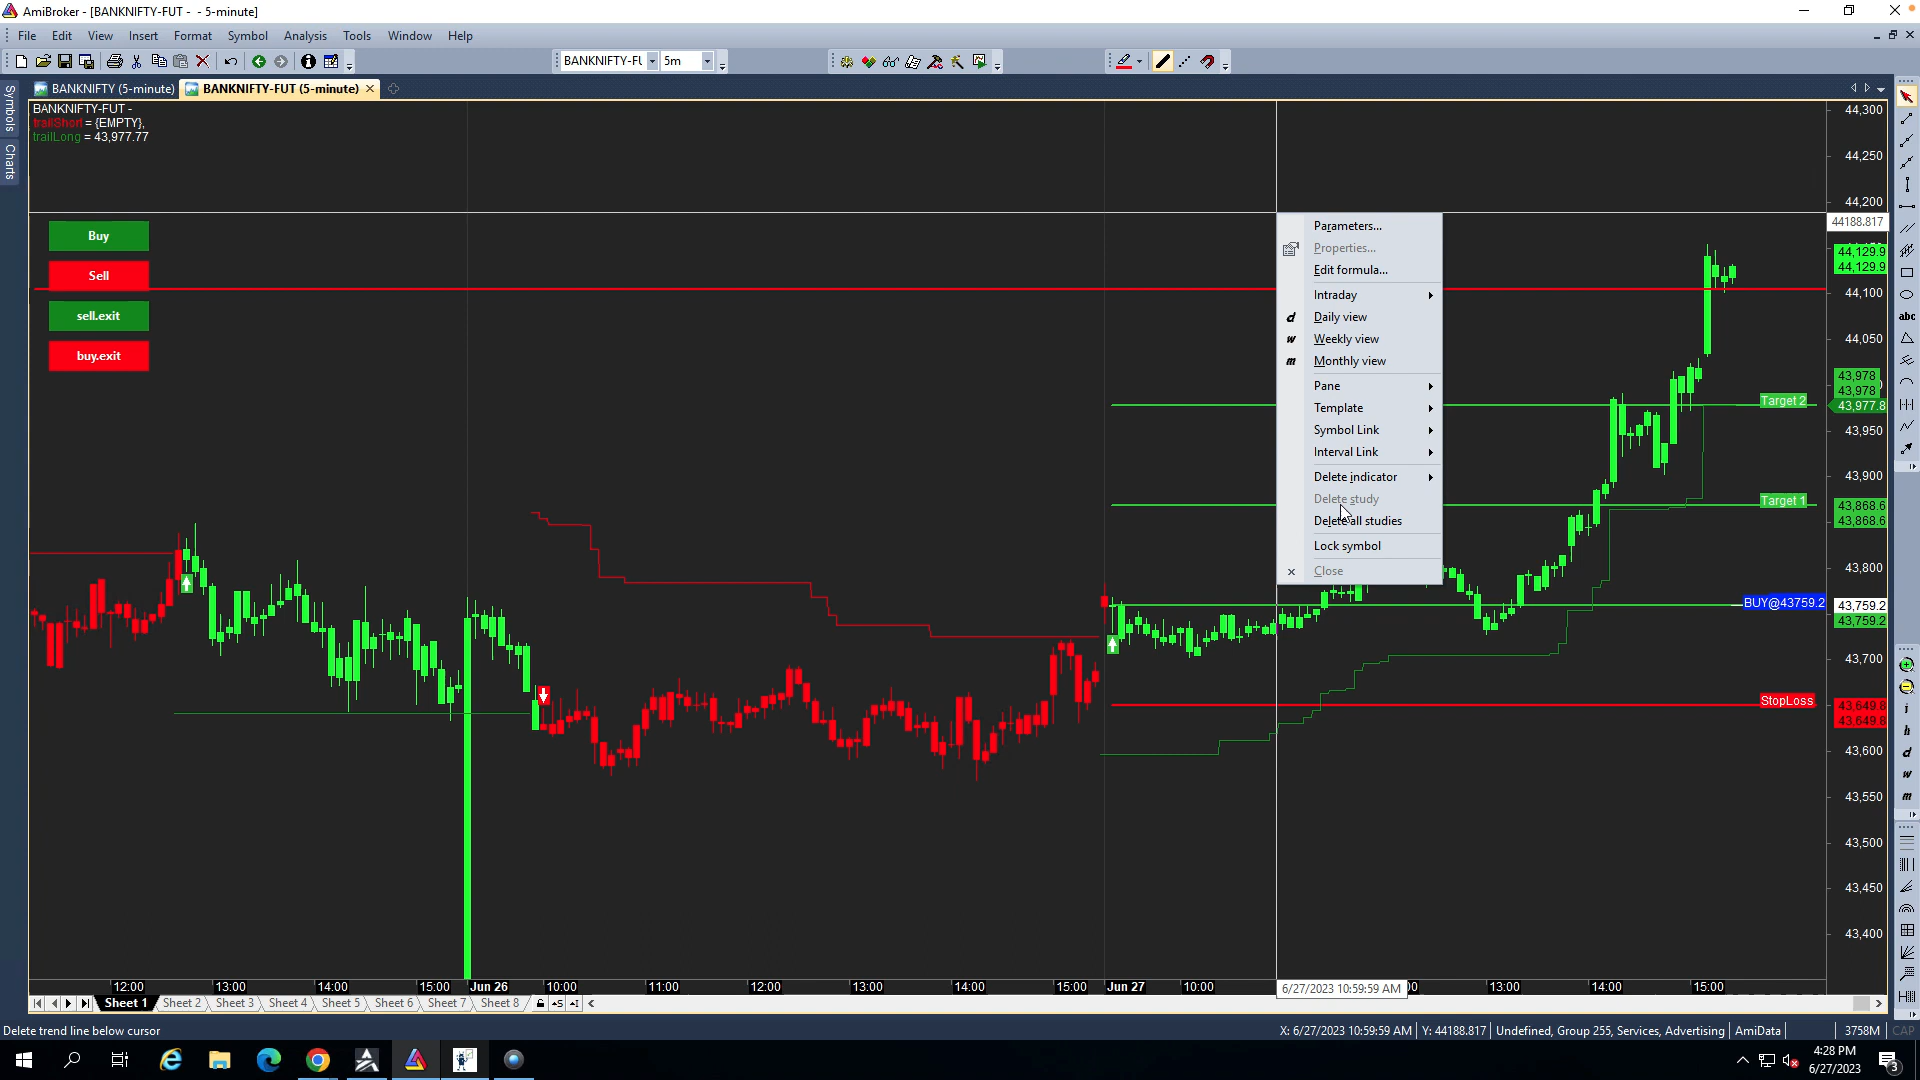 AmiBroker - [BANKNIFTY-FUT -  - 5-minute]
File Edit View Insert Format Symbol Analysis Tools Window Help
BANKNIFTY-FU 5m
BANKNIFTY (5-minute) BANKNIFTY-FUT (5-minute)
Symbols
Charts
BANKNIFTY-FUT -
trailShort = {EMPTY},
trailLong = 43,977.77
Buy
Sell
sell.exit
buy.exit
Parameters...
Properties...
Edit formula...
Intraday
d Daily view
w Weekly view
m Monthly view
Pane
Template
Symbol Link
Interval Link
Delete indicator
Delete study
Delete all studies
Lock symbol
Close
Target 2
Target 1
BUY@43759.2
StopLoss
44,300
44,250
44,200
44188.817
44,129.9
44,129.9
44,100
44,050
43,978
43,978
43,977.8
43,950
43,900
43,868.6
43,868.6
43,800
43,759.2
43,759.2
43,700
43,649.8
43,649.8
43,600
43,550
43,500
43,450
43,400
abc
i
h
d
w
m
12:00 13:00 14:00 15:00 Jun 26 10:00 11:00 12:00 13:00 14:00 15:00 Jun 27 10:00 13:00 14:00 15:00
6/27/2023 10:59:59 AM
Sheet 1 Sheet 2 Sheet 3 Sheet 4 Sheet 5 Sheet 6 Sheet 7 Sheet 8
Delete trend line below cursor X: 6/27/2023 10:59:59 AM Y: 44188.817 Undefined, Group 255, Services, Advertising AmiData 3758M CAP
4:28 PM
6/27/2023
3